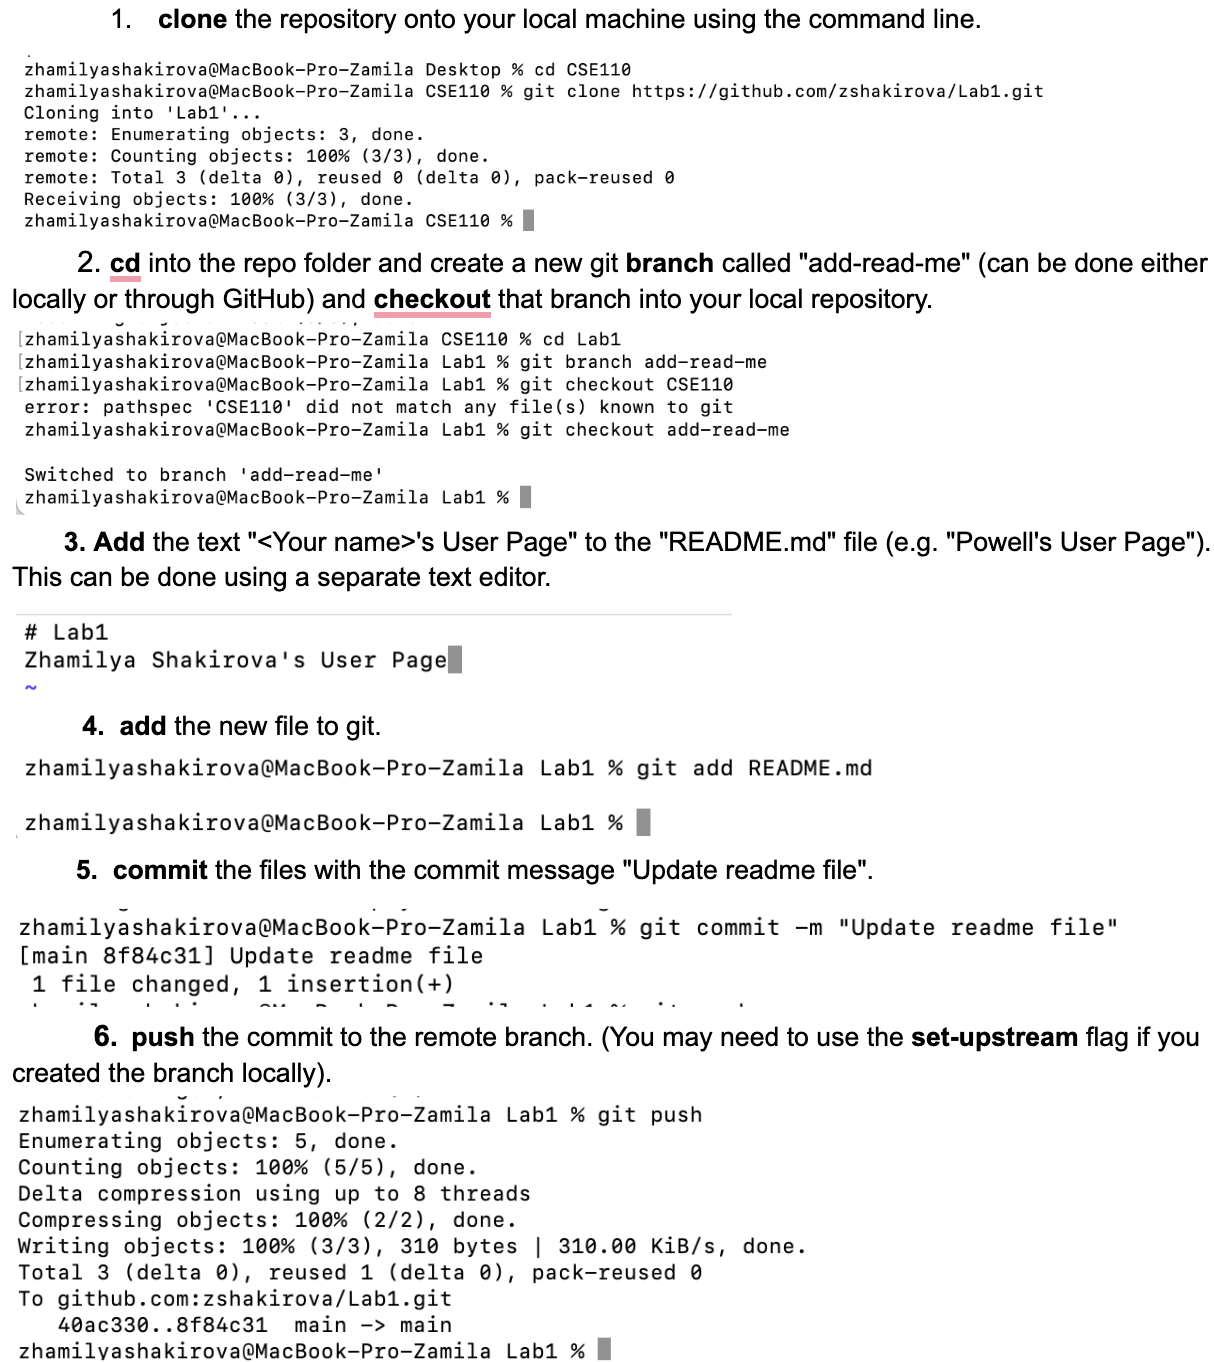 1. clone the repository onto your local machine using the command line.
zhamilyashakirova@MacBook-Pro-Zamila Desktop % cd CSE110
zhamilyashakirova@MacBook-Pro-Zamila CSE110 % git clone https://github.com/zshakirova/Lab1.git
Cloning into 'Lab1'...
remote: Enumerating objects: 3, done.
remote: Counting objects: 100% (3/3), done.
remote: Total 3 (delta 0), reused 0 (delta 0), pack-reused 0
Receiving objects: 100% (3/3), done.
zhamilyashakirova@MacBook-Pro-Zamila CSE110 %
2. cd into the repo folder and create a new git branch called "add-read-me" (can be done either
locally or through GitHub) and checkout that branch into your local repository.
[zhamilyashakirova@MacBook-Pro-Zamila CSE110 % cd Lab1
[zhamilyashakirova@MacBook-Pro-Zamila Lab1 % git branch add-read-me
[zhamilyashakirova@MacBook-Pro-Zamila Lab1 % git checkout CSE110
error: pathspec 'CSE110' did not match any file(s) known to git
zhamilyashakirova@MacBook-Pro-Zamila Lab1 % git checkout add-read-me
Switched to branch 'add-read-me'
zhamilyashakirova@MacBook-Pro-Zamila Lab1 %
3. Add the text "<Your name>'s User Page" to the "README.md" file (e.g. "Powell's User Page").
This can be done using a separate text editor.
# Lab1
Zhamilya Shakirova's User Page
~
4. add the new file to git.
zhamilyashakirova@MacBook-Pro-Zamila Lab1 % git add README.md
zhamilyashakirova@MacBook-Pro-Zamila Lab1 %
5. commit the files with the commit message "Update readme file".
zhamilyashakirova@MacBook-Pro-Zamila Lab1 % git commit -m "Update readme file"
[main 8f84c31] Update readme file
1 file changed, 1 insertion(+)
6. push the commit to the remote branch. (You may need to use the set-upstream flag if you
created the branch locally).
zhamilyashakirova@MacBook-Pro-Zamila Lab1 % git push
Enumerating objects: 5, done.
Counting objects: 100% (5/5), done.
Delta compression using up to 8 threads
Compressing objects: 100% (2/2), done.
Writing objects: 100% (3/3), 310 bytes | 310.00 KiB/s, done.
Total 3 (delta 0), reused 1 (delta 0), pack-reused 0
To github.com:zshakirova/Lab1.git
40ac330..8f84c31 main -> main
zhamilyashakirova@MacBook-Pro-Zamila Lab1 %